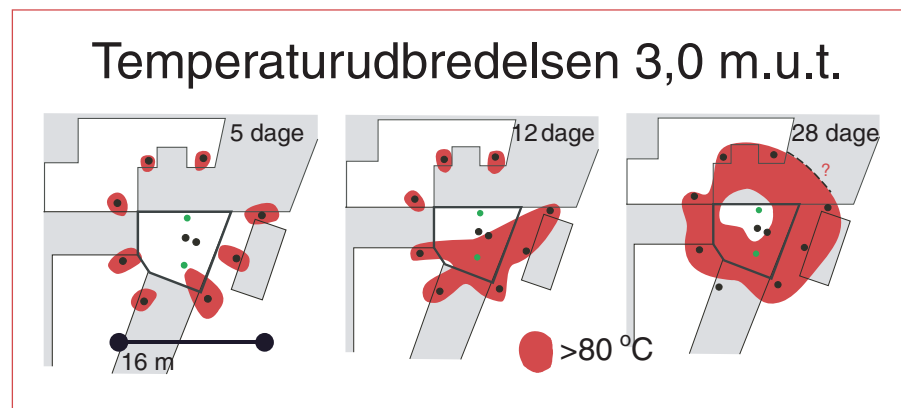 Temperaturudbredelsen 3,0 m.u.t.
5 dage
12 dage
28 dage
?
16 m
>80 °C